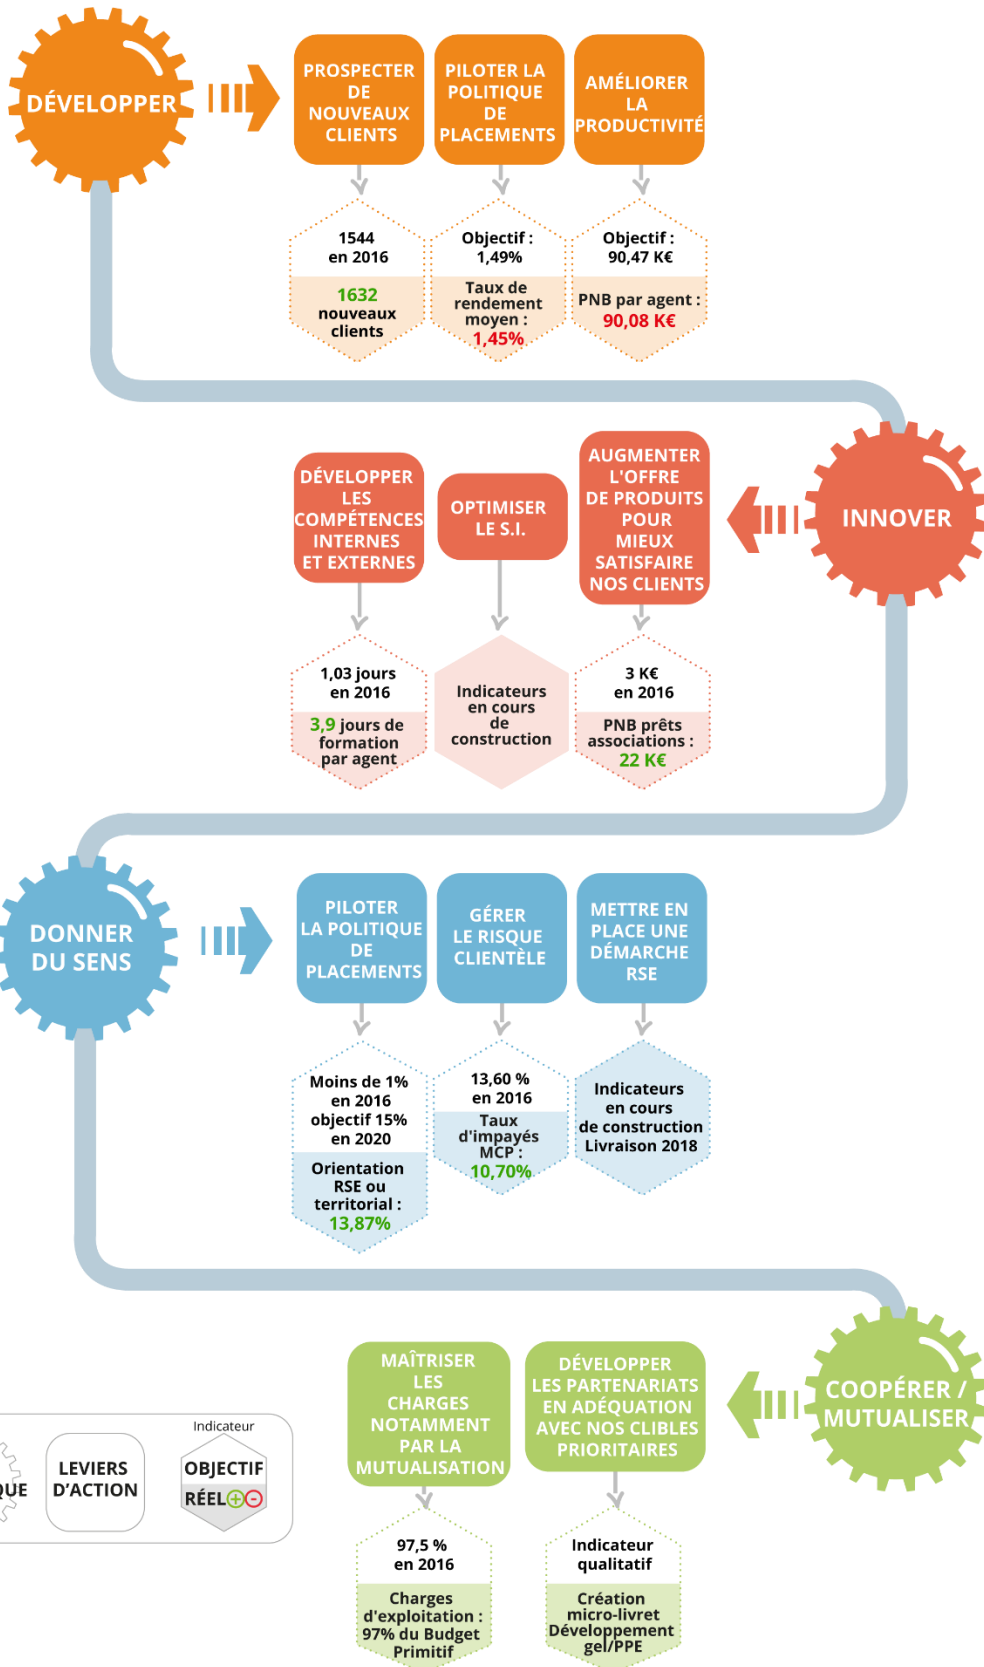 DÉVELOPPER
PROSPECTER
DE
NOUVEAUX
CLIENTS
PILOTER LA
POLITIQUE
DE
PLACEMENTS
AMÉLIORER
LA
PRODUCTIVITÉ
1544
en 2016
1632
nouveaux
clients
Objectif :
1,49%
Taux de
rendement
moyen :
1,45%
Objectif :
90,47 K€
PNB par agent :
90,08 K€
INNOVER
DÉVELOPPER
LES
COMPÉTENCES
INTERNES
ET EXTERNES
OPTIMISER
LE S.I.
AUGMENTER
L'OFFRE
DE PRODUITS
POUR
MIEUX
SATISFAIRE
NOS CLIENTS
1,03 jours
en 2016
3,9 jours de
formation
par agent
Indicateurs
en cours
de
construction
3 K€
en 2016
PNB prêts
associations :
22 K€
DONNER
DU SENS
PILOTER
LA POLITIQUE
DE
PLACEMENTS
GÉRER
LE RISQUE
CLIENTÈLE
METTRE EN
PLACE UNE
DÉMARCHE
RSE
Moins de 1%
en 2016
objectif 15%
en 2020
Orientation
RSE ou
territorial :
13,87%
13,60 %
en 2016
Taux
d'impayés
MCP :
10,70%
Indicateurs
en cours
de construction
Livraison 2018
COOPÉRER /
MUTUALISER
MAÎTRISER
LES
CHARGES
NOTAMMENT
PAR LA
MUTUALISATION
DÉVELOPPER
LES PARTENARIATS
EN ADÉQUATION
AVEC NOS CLIBLES
PRIORITAIRES
97,5 %
en 2016
Charges
d'exploitation :
97% du Budget
Primitif
Indicateur
qualitatif
Création
micro-livret
Développement
gel/PPE
QUE
LEVIERS
D'ACTION
Indicateur
OBJECTIF
RÉEL